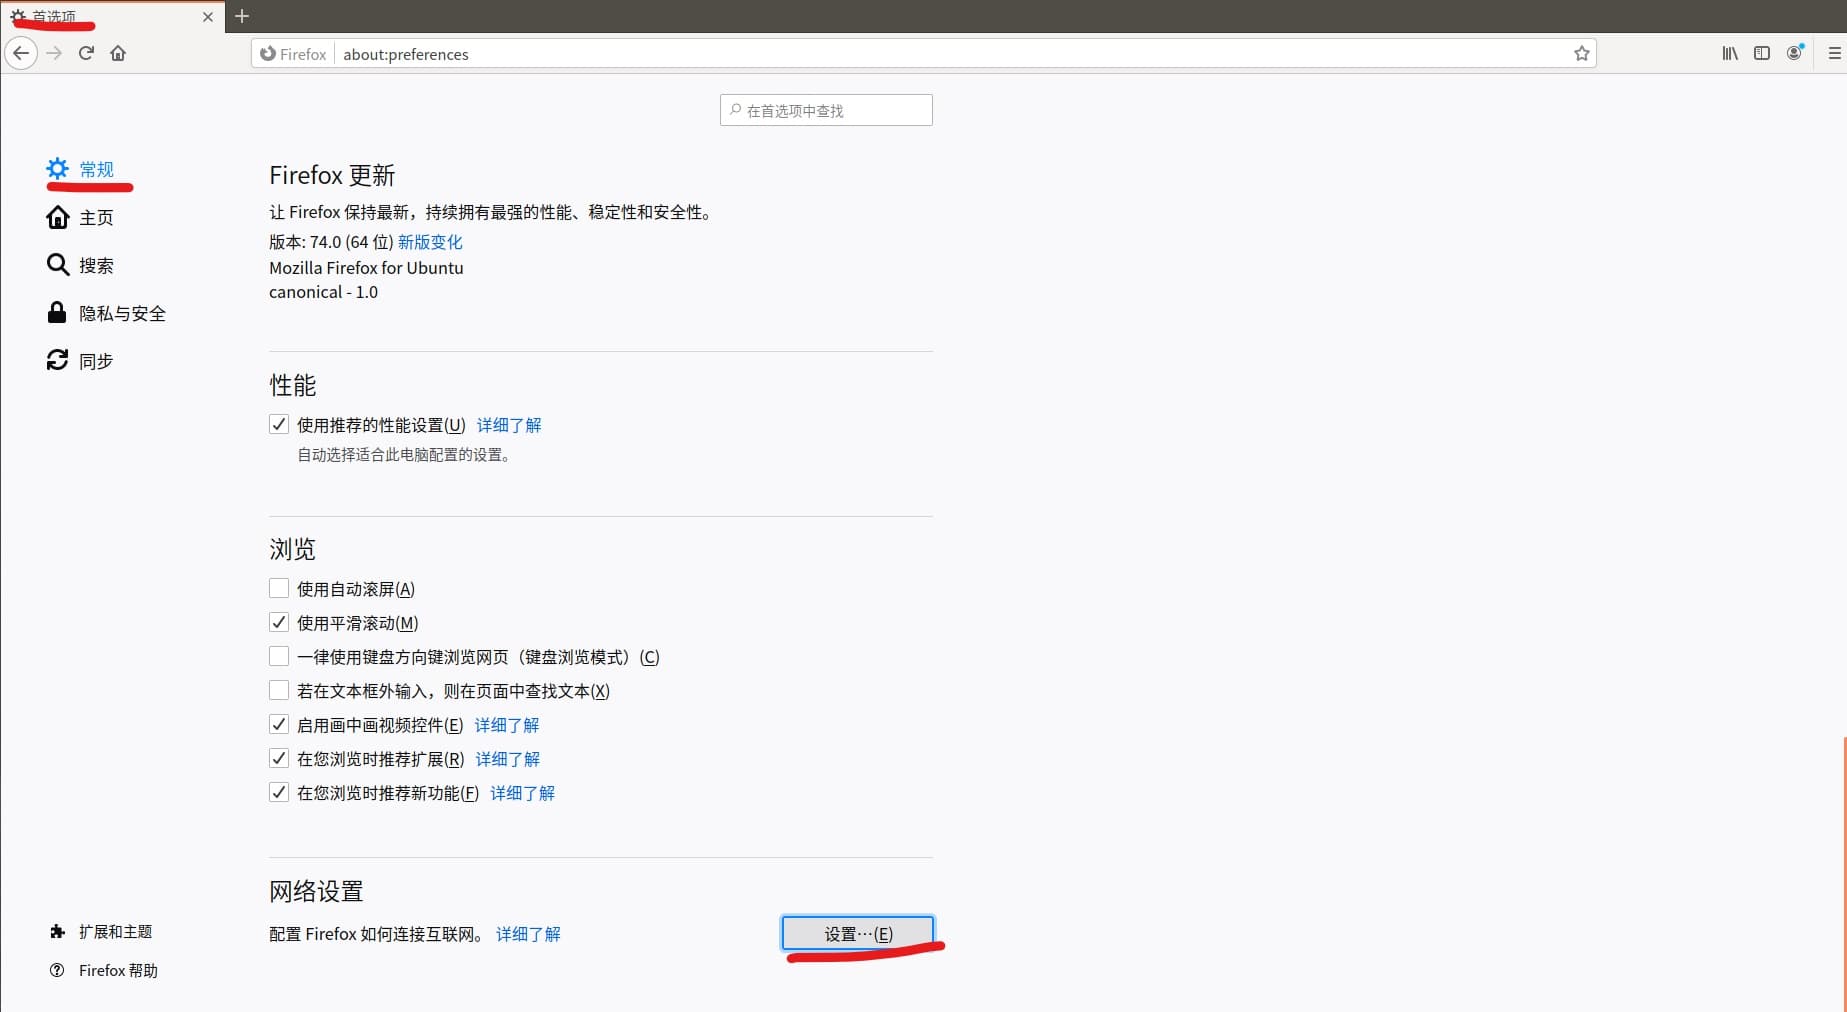 首选项
Firefox about:preferences
在首选项中查找
常规
主页
搜索
隐私与安全
同步
扩展和主题
Firefox 帮助
Firefox 更新
让 Firefox 保持最新，持续拥有最强的性能、稳定性和安全性。
版本: 74.0 (64 位) 新版变化
Mozilla Firefox for Ubuntu
canonical - 1.0
性能
使用推荐的性能设置(U) 详细了解
自动选择适合此电脑配置的设置。
浏览
使用自动滚屏(A)
使用平滑滚动(M)
一律使用键盘方向键浏览网页（键盘浏览模式）(C)
若在文本框外输入，则在页面中查找文本(X)
启用画中画视频控件(E) 详细了解
在您浏览时推荐扩展(R) 详细了解
在您浏览时推荐新功能(F) 详细了解
网络设置
配置 Firefox 如何连接互联网。 详细了解
设置…(E)